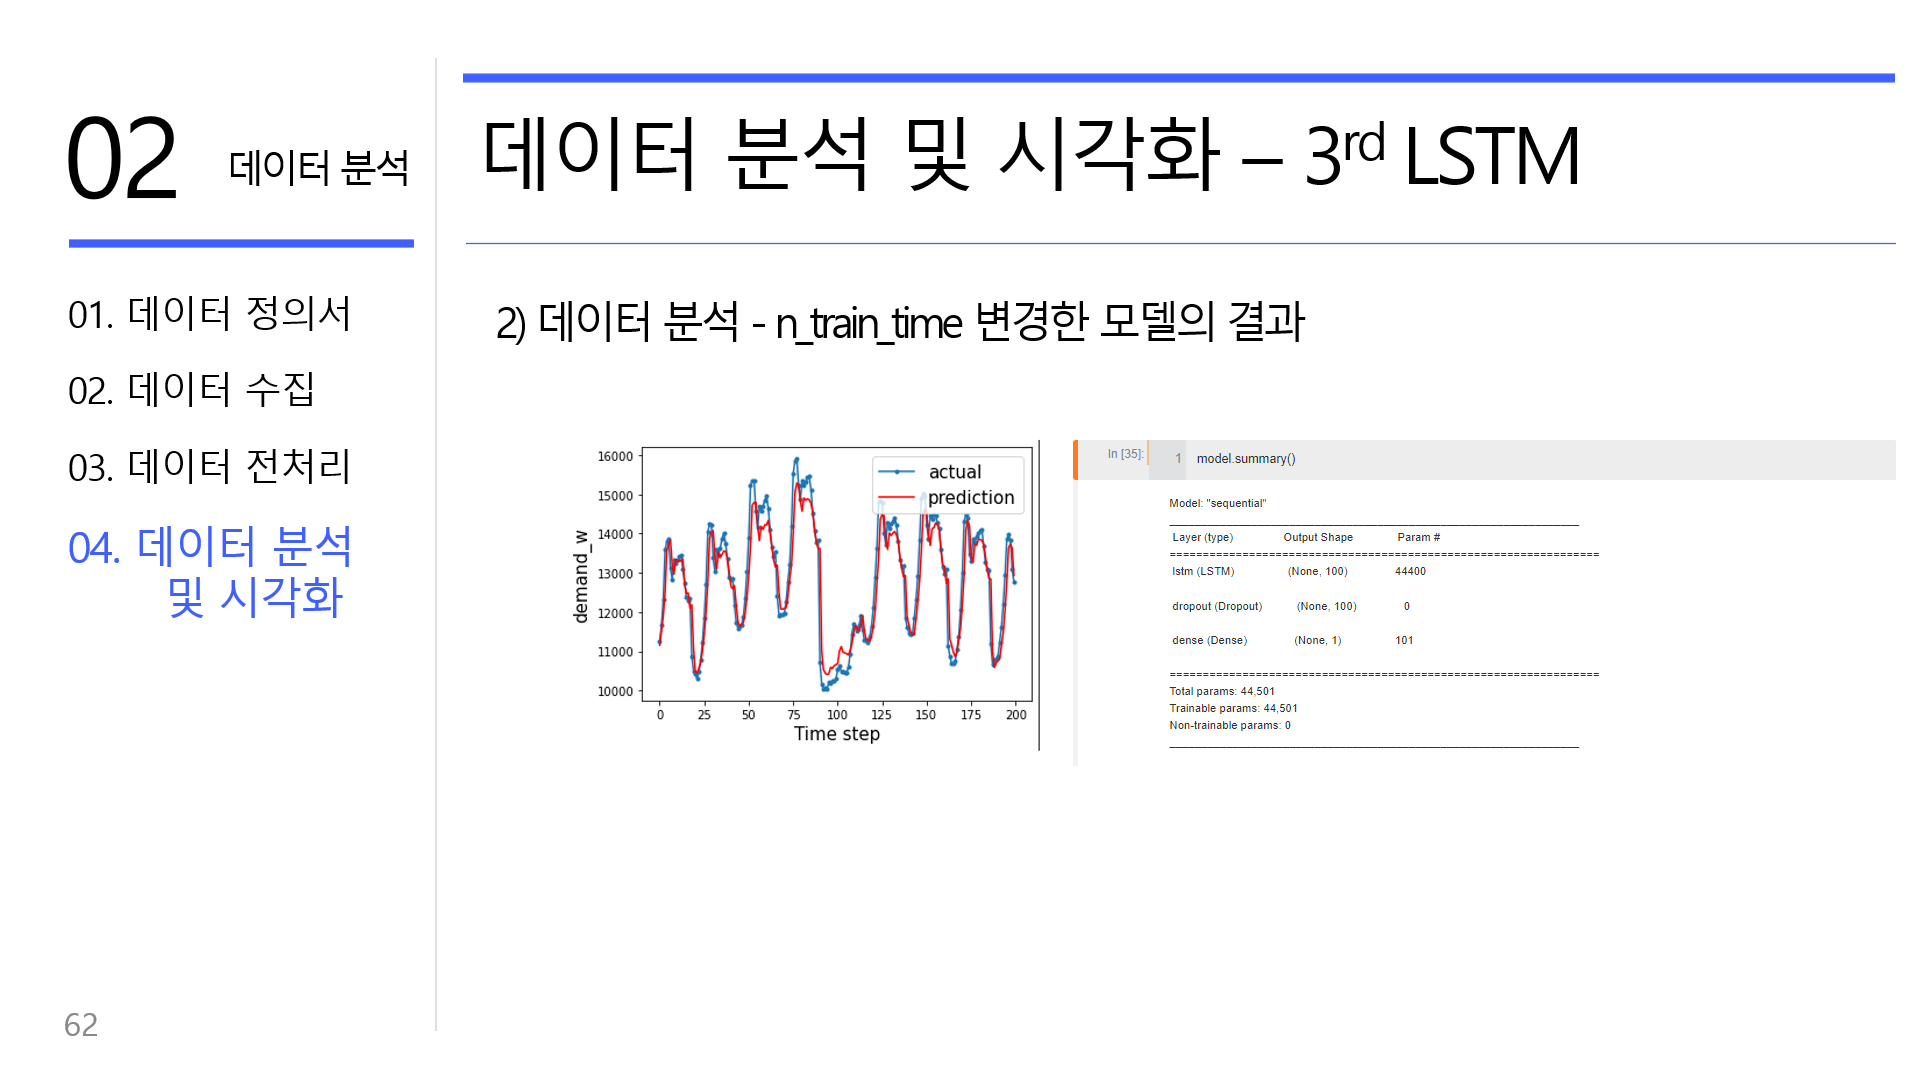 02 데이터 분석
01. 데이터 정의서
02. 데이터 수집
03. 데이터 전처리
04. 데이터 분석
및 시각화
62
데이터 분석 및 시각화 – 3rd LSTM
2) 데이터 분석 - n_train_time 변경한 모델의 결과
actual
prediction
demand_w
16000
15000
14000
13000
12000
11000
10000
0 25 50 75 100 125 150 175 200
Time step
In [35]: 1 model.summary()
Model: "sequential"
Layer (type) Output Shape Param #
=================================================================
lstm (LSTM) (None, 100) 44400
dropout (Dropout) (None, 100) 0
dense (Dense) (None, 1) 101
=================================================================
Total params: 44,501
Trainable params: 44,501
Non-trainable params: 0